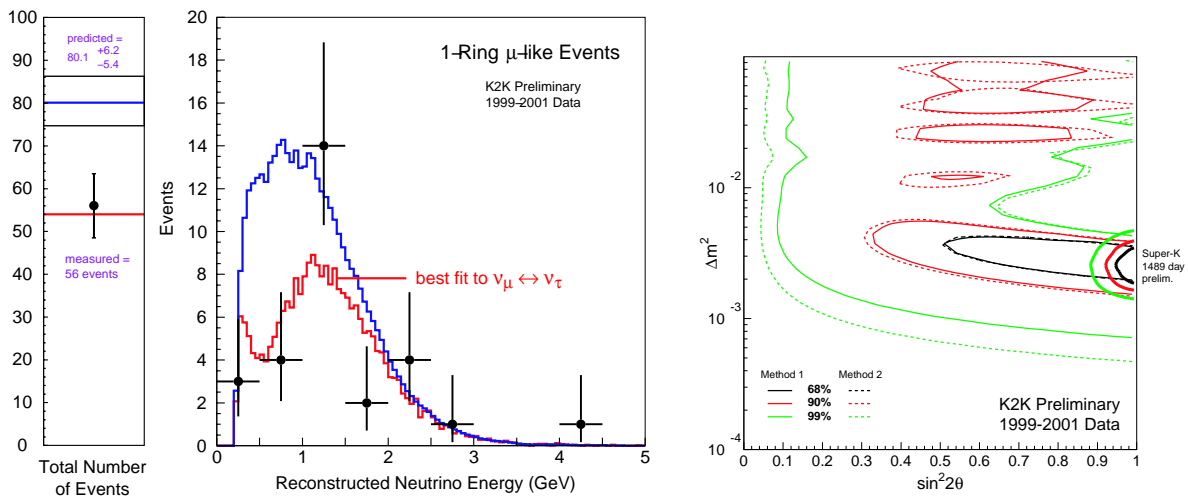 100
90
80
70
60
50
40
30
20
10
0
predicted =
80.1 +6.2 –5.4
measured =
56 events
Total Number
of Events
20
18
16
14
12
10
8
6
4
2
0
Events
1–Ring μ–like Events
K2K Preliminary
1999–2001 Data
best fit to νμ ↔ ντ
0 1 2 3 4 5
Reconstructed Neutrino Energy (GeV)
Δm²
10⁻²
10⁻³
10⁻⁴
Super-K
1489 day
prelim.
Method 1 Method 2
68%
90%
99%
K2K Preliminary
1999-2001 Data
0 0.1 0.2 0.3 0.4 0.5 0.6 0.7 0.8 0.9 1
sin²2θ